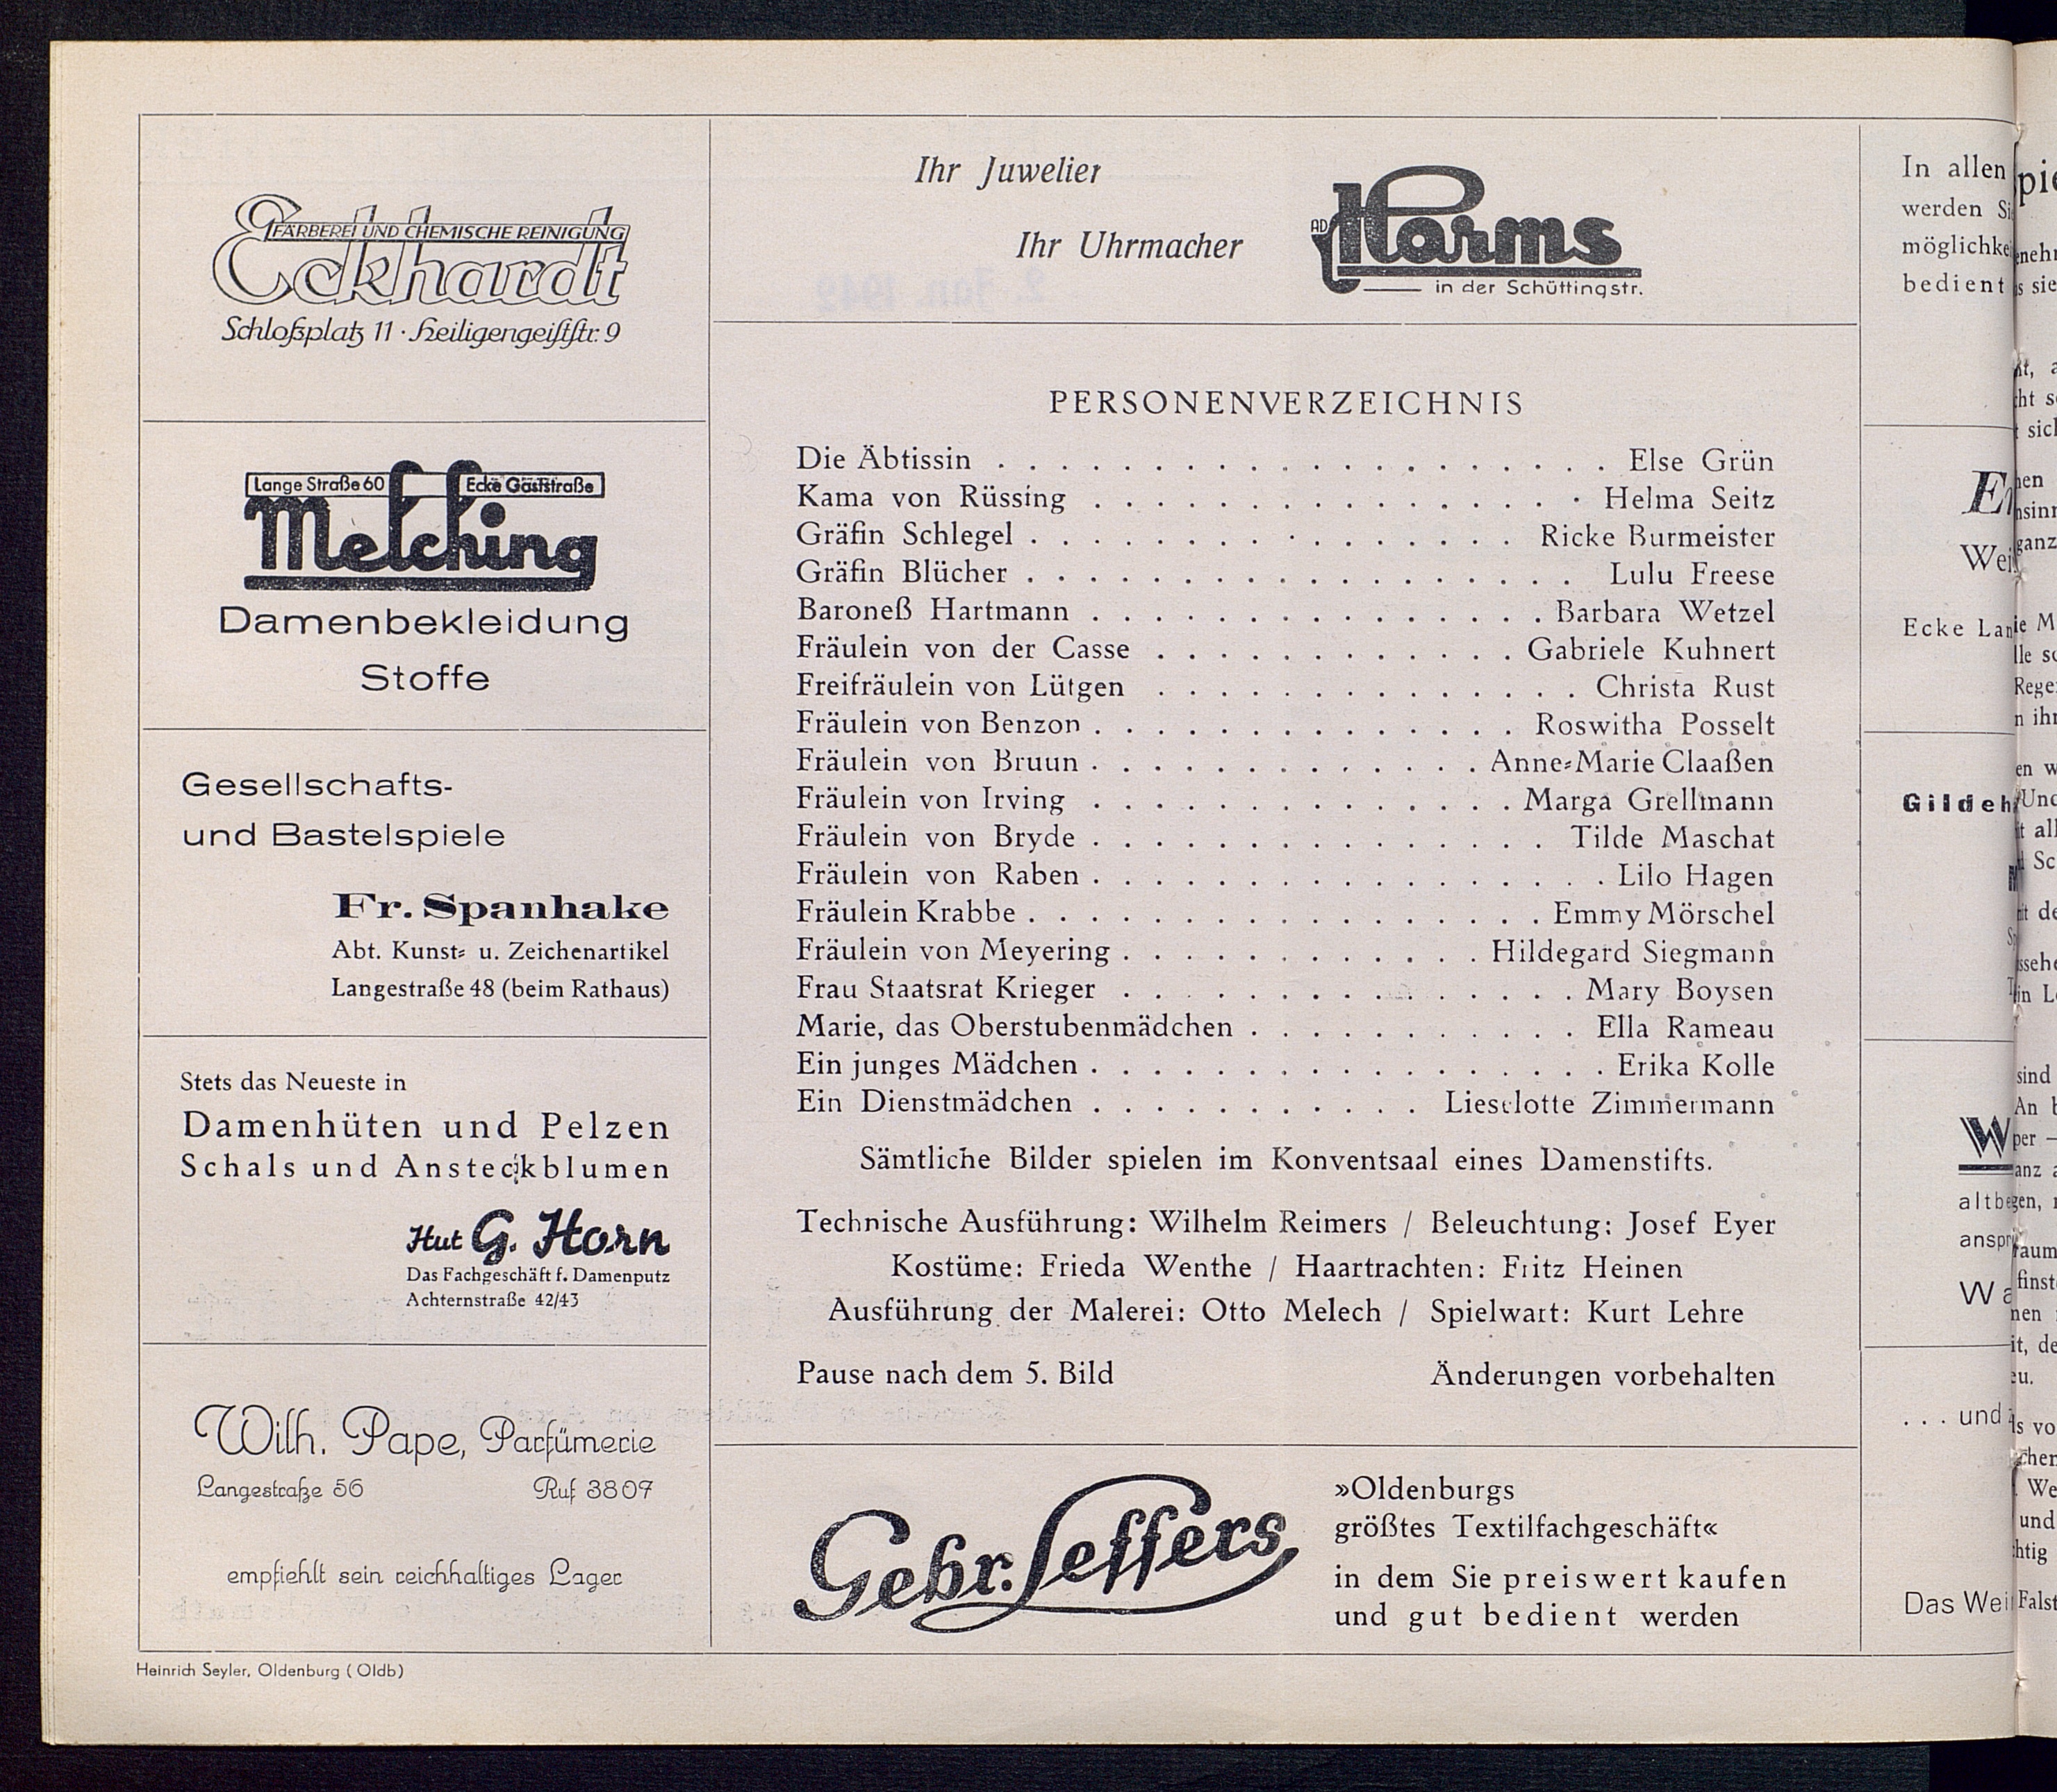 FÄRBEREI UND CHEMISCHE REINIGUNG
Eckhardt
Schloßplatz 11 · Heiligengeiststr. 9
Lange Straße 60 Ecke Gaststraße
Melching
Damenbekleidung
Stoffe
Gesellschafts-
und Bastelspiele
Fr. Spanhake
Abt. Kunst- u. Zeichenartikel
Langestraße 48 (beim Rathaus)
Stets das Neueste in
Damenhüten und Pelzen
Schals und Ansteckblumen
Hut G. Horn
Das Fachgeschäft f. Damenputz
Achternstraße 42/43
Wilh. Pape, Parfümerie
Langestraße 56 Ruf 3807
empfiehlt sein reichhaltiges Lager
Heinrich Seyler, Oldenburg (Oldb)
Ihr Juwelier
Ihr Uhrmacher
AD Harms
in der Schüttingstr.
PERSONENVERZEICHNIS
Die Äbtissin . . . . . . . . . . . . . . . . . . . . Else Grün
Kama von Rüssing . . . . . . . . . . . . . . . . Helma Seitz
Gräfin Schlegel . . . . . . . . . . . . . . . . Ricke Burmeister
Gräfin Blücher . . . . . . . . . . . . . . . . . . Lulu Freese
Baroneß Hartmann . . . . . . . . . . . . . . . Barbara Wetzel
Fräulein von der Casse . . . . . . . . . . . . Gabriele Kuhnert
Freifräulein von Lütgen . . . . . . . . . . . . . . Christa Rust
Fräulein von Benzon . . . . . . . . . . . . . . Roswitha Posselt
Fräulein von Bruun . . . . . . . . . . . . . Anne-Marie Claaßen
Fräulein von Irving . . . . . . . . . . . . . . Marga Grellmann
Fräulein von Bryde . . . . . . . . . . . . . . . Tilde Maschat
Fräulein von Raben . . . . . . . . . . . . . . . . . Lilo Hagen
Fräulein Krabbe . . . . . . . . . . . . . . . . . Emmy Mörschel
Fräulein von Meyering . . . . . . . . . . . . Hildegard Siegmann
Frau Staatsrat Krieger . . . . . . . . . . . . . . . Mary Boysen
Marie, das Oberstubenmädchen . . . . . . . . . . . Ella Rameau
Ein junges Mädchen . . . . . . . . . . . . . . . . . Erika Kolle
Ein Dienstmädchen . . . . . . . . . . . Lieselotte Zimmermann
Sämtliche Bilder spielen im Konventsaal eines Damenstifts.
Technische Ausführung: Wilhelm Reimers / Beleuchtung: Josef Eyer
Kostüme: Frieda Wenthe / Haartrachten: Fritz Heinen
Ausführung der Malerei: Otto Melech / Spielwart: Kurt Lehre
Pause nach dem 5. Bild Änderungen vorbehalten
Gebr. Leffers
»Oldenburgs
größtes Textilfachgeschäft«
in dem Sie preiswert kaufen
und gut bedient werden
In allen
werden
bedient
Ecke
. . . und
Das